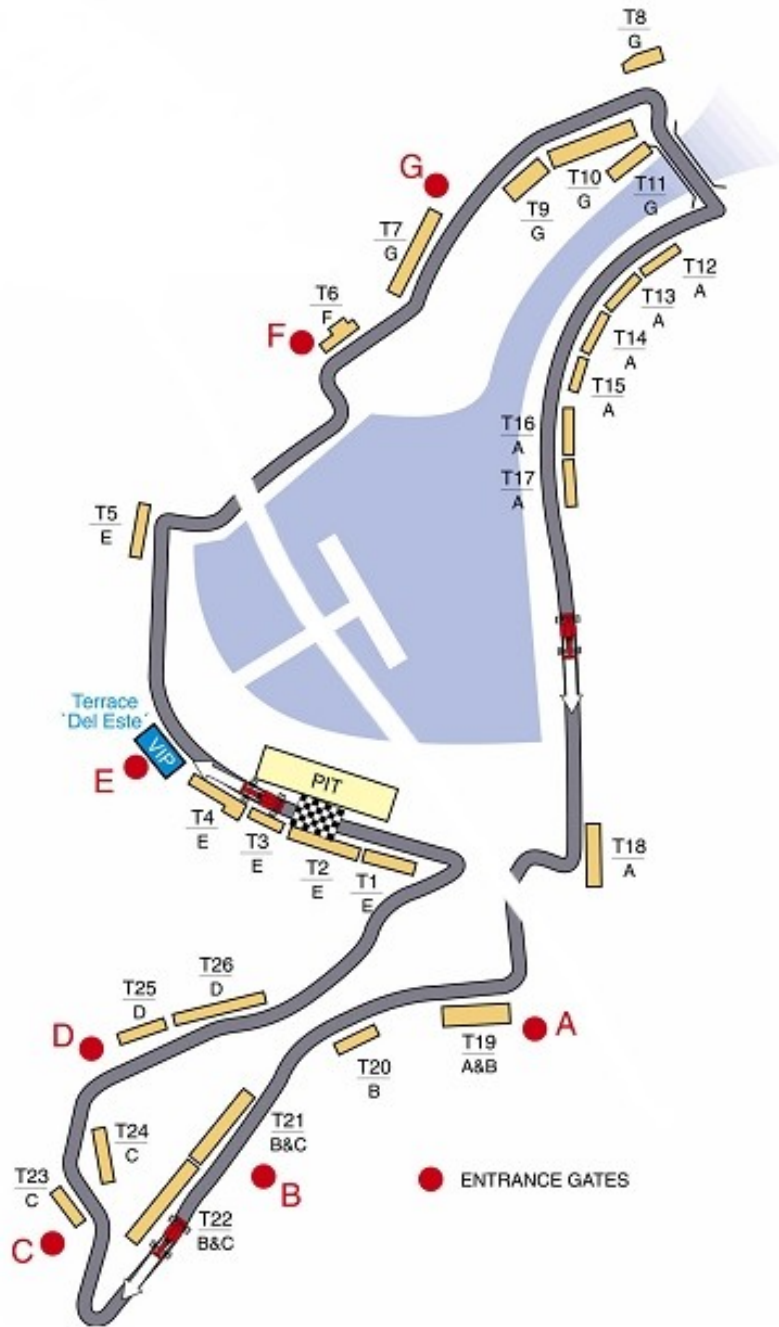 T8
G
G
T10
G
T11
G
T9
G
T7
G
T12
A
T13
A
T6
F
F
T14
A
T15
A
T16
A
T17
A
T5
E
Terrace
`Del Este´
VIP
E
PIT
T4
E
T3
E
T2
E
T1
E
T18
A
T26
D
T25
D
D
T19
A&B
A
T20
B
T21
B&C
T24
C
T23
C
B
ENTRANCE GATES
T22
B&C
C